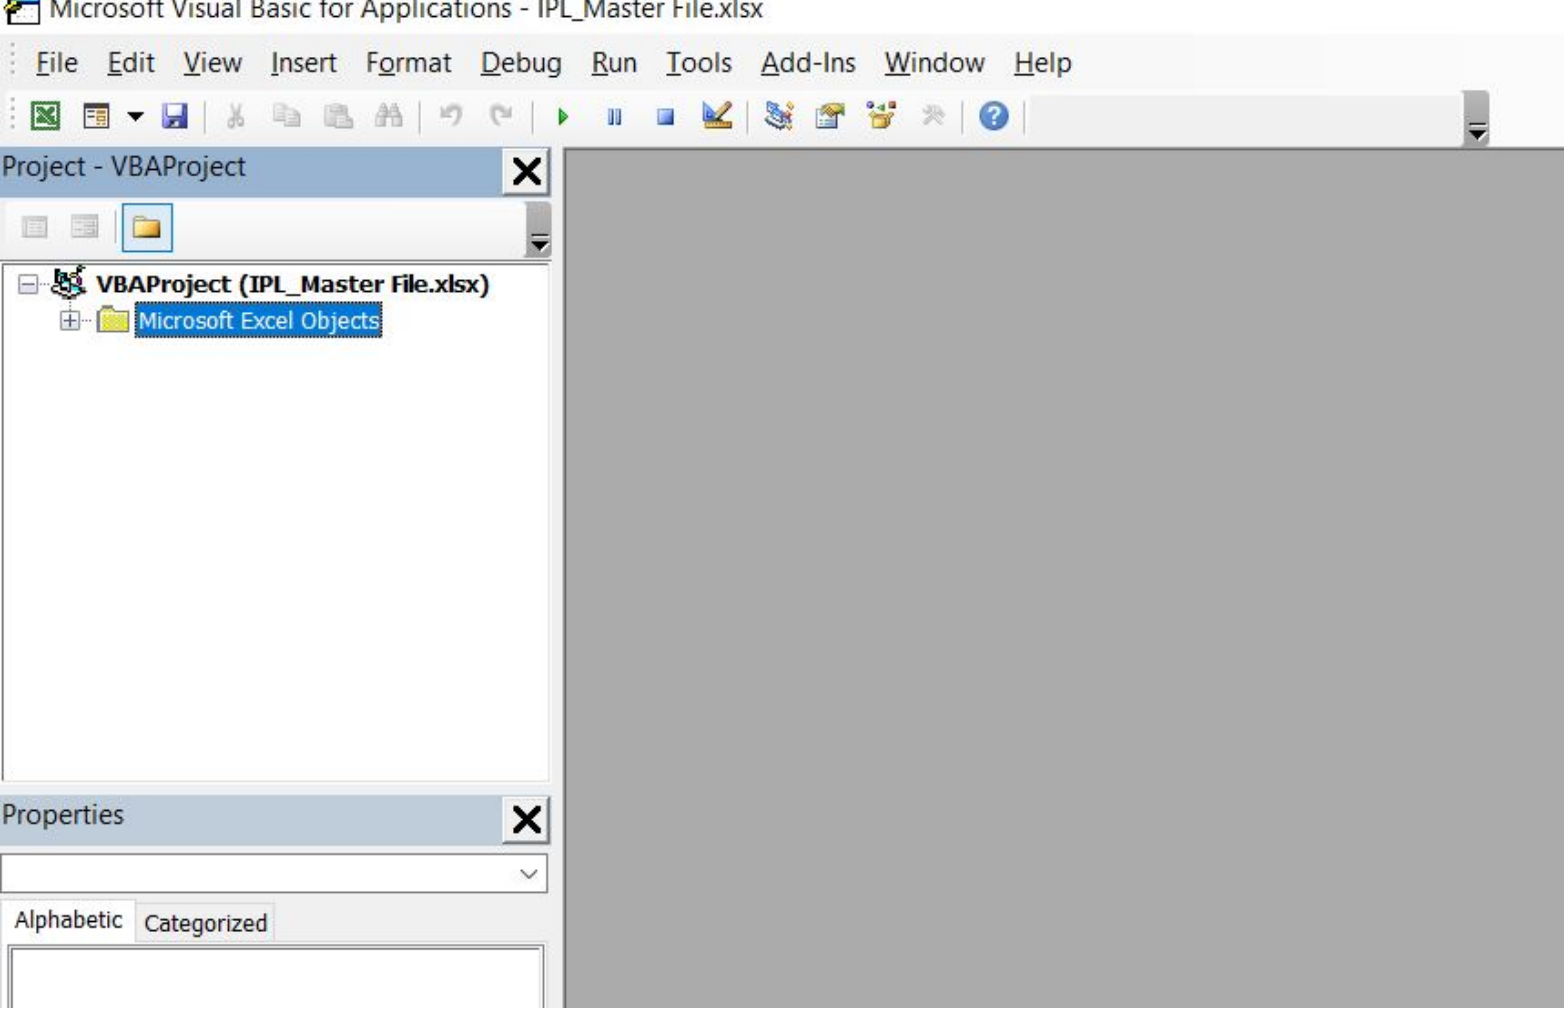 Microsoft Visual Basic for Applications - IPL_Master File.xlsx
File Edit View Insert Format Debug Run Tools Add-Ins Window Help
Project - VBAProject
VBAProject (IPL_Master File.xlsx)
Microsoft Excel Objects
Properties
Alphabetic Categorized